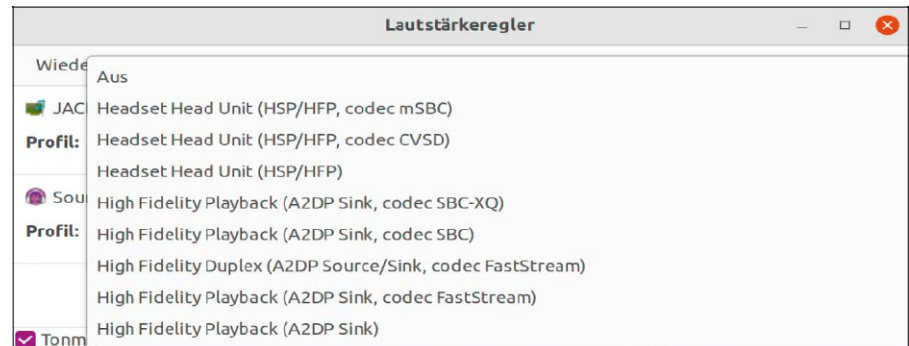 Lautstärkeregler
Wiede
Aus
JAC
Headset Head Unit (HSP/HFP, codec mSBC)
Profil:
Headset Head Unit (HSP/HFP, codec CVSD)
Headset Head Unit (HSP/HFP)
Sou
High Fidelity Playback (A2DP Sink, codec SBC-XQ)
Profil:
High Fidelity Playback (A2DP Sink, codec SBC)
High Fidelity Duplex (A2DP Source/Sink, codec FastStream)
High Fidelity Playback (A2DP Sink, codec FastStream)
High Fidelity Playback (A2DP Sink)
Tonm